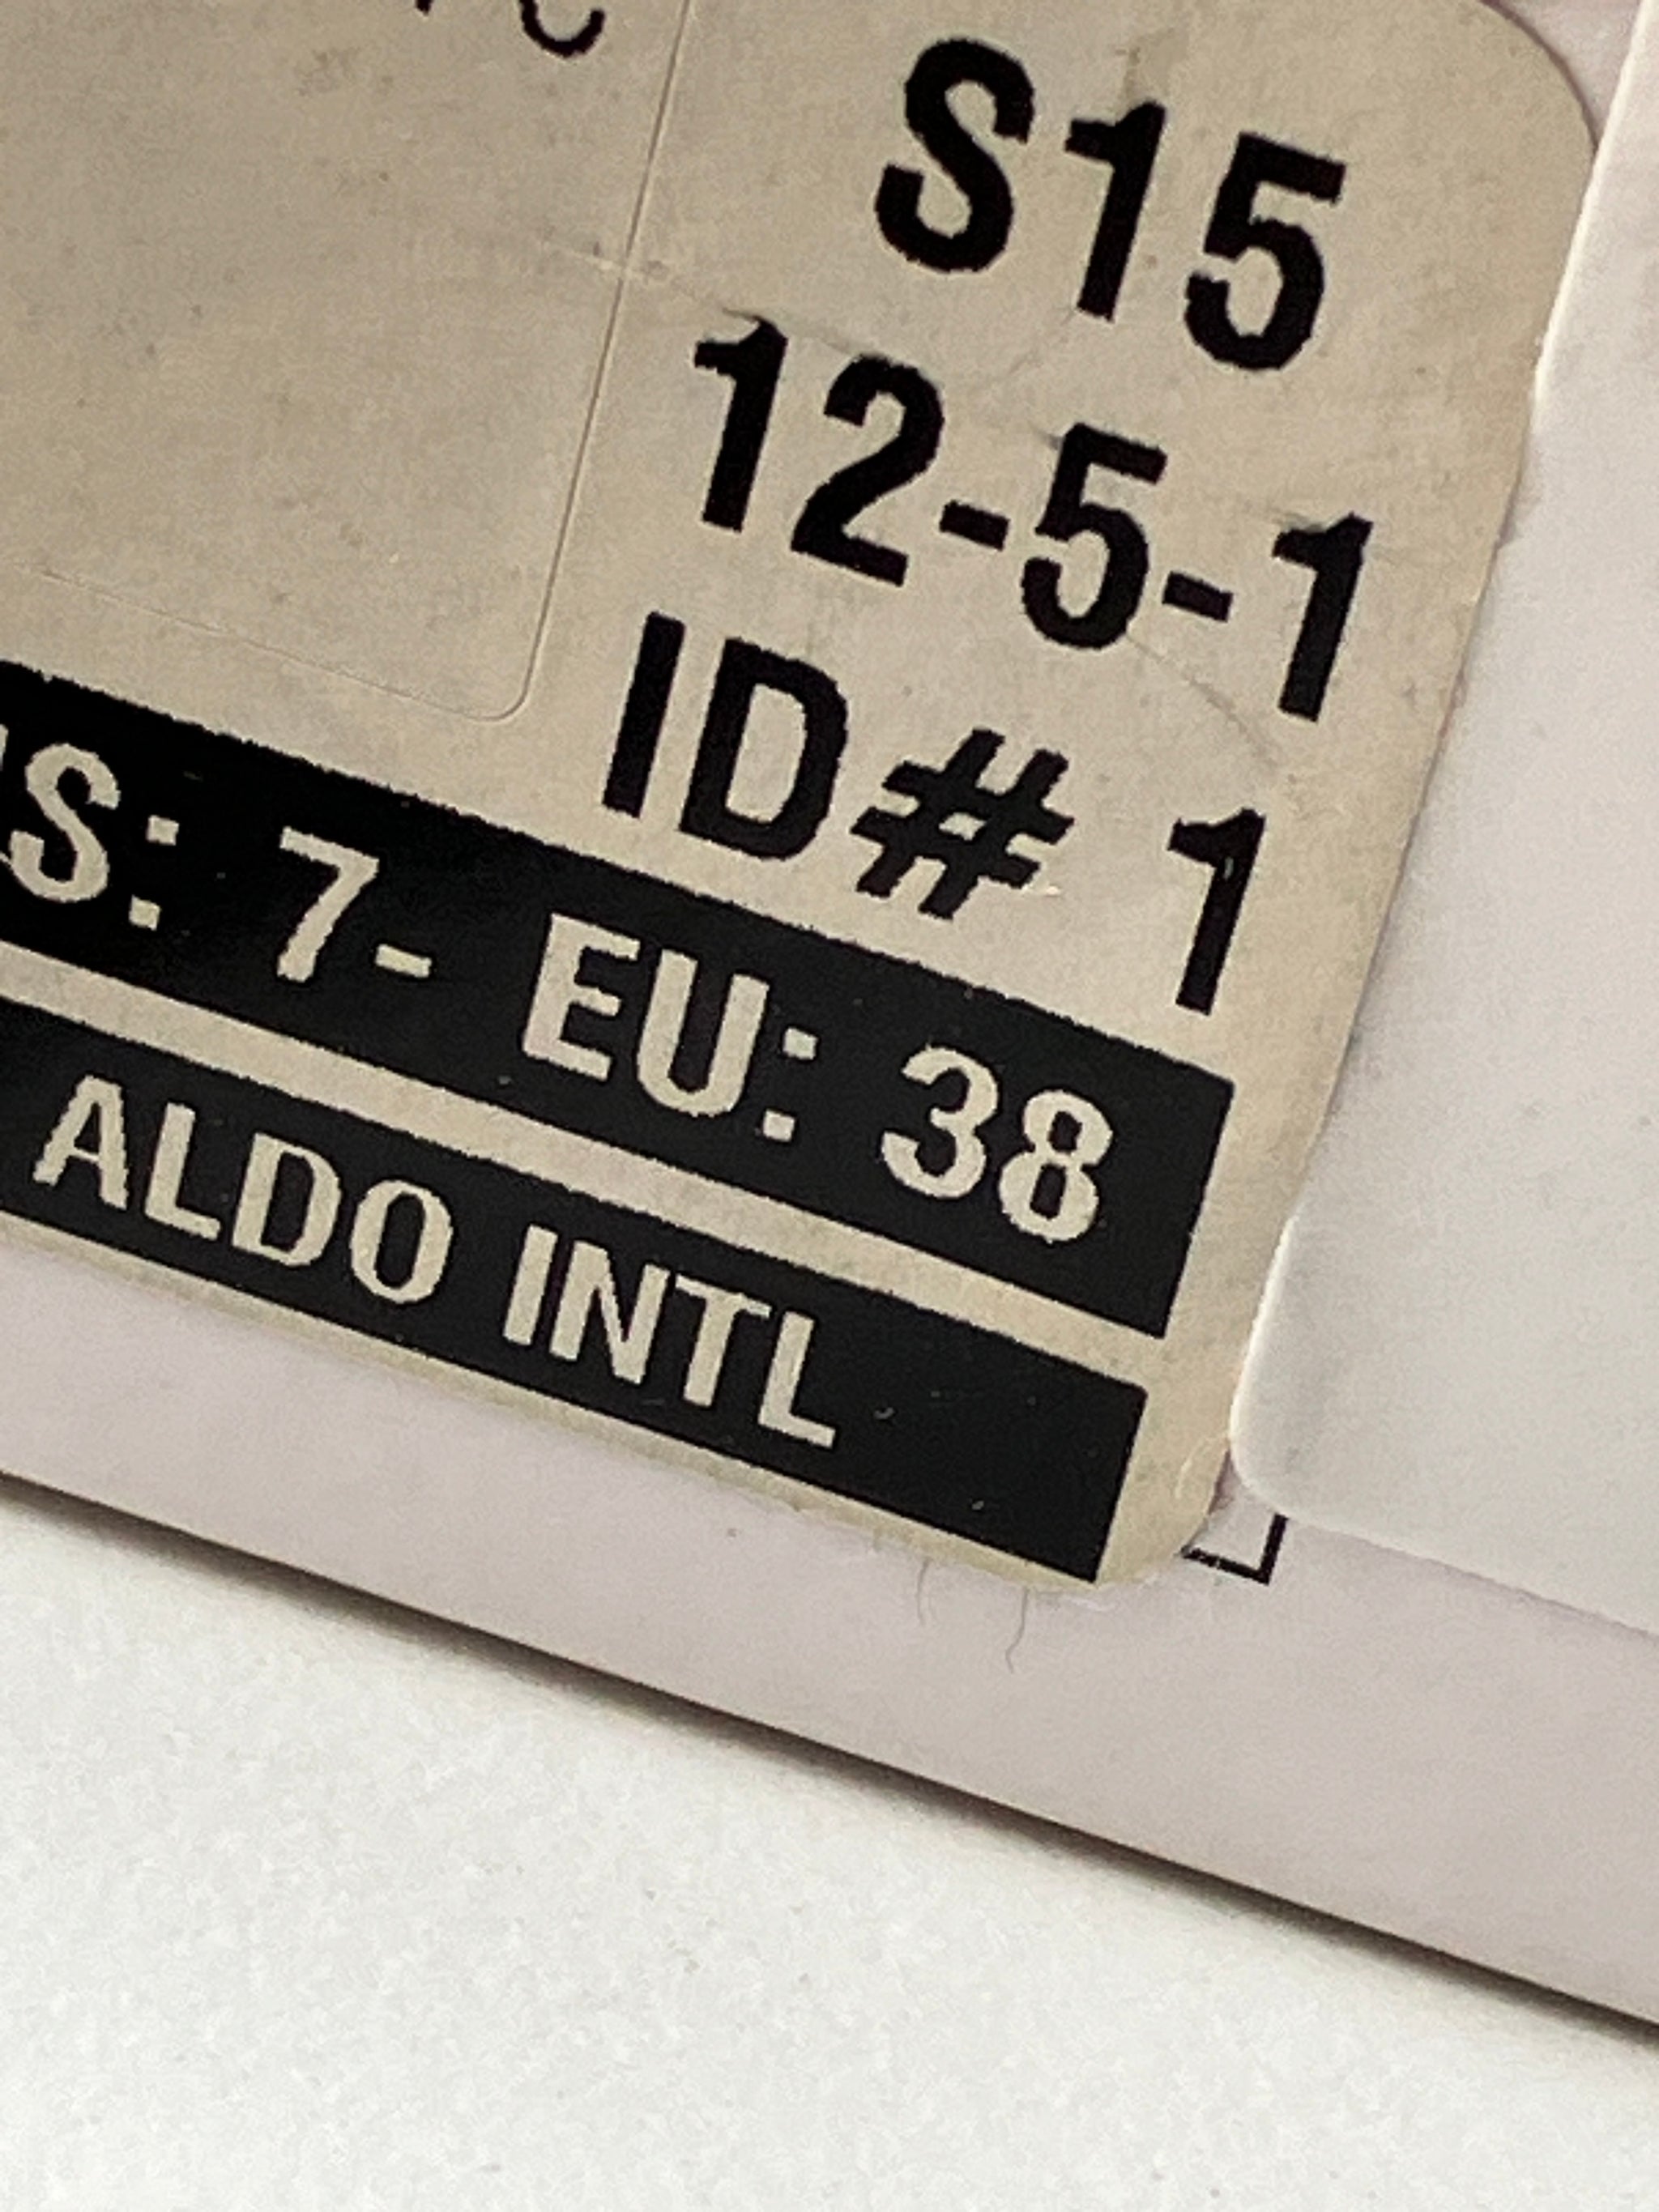 S15
12-5-1
ID# 1
S: 7- EU: 38
ALDO INTL